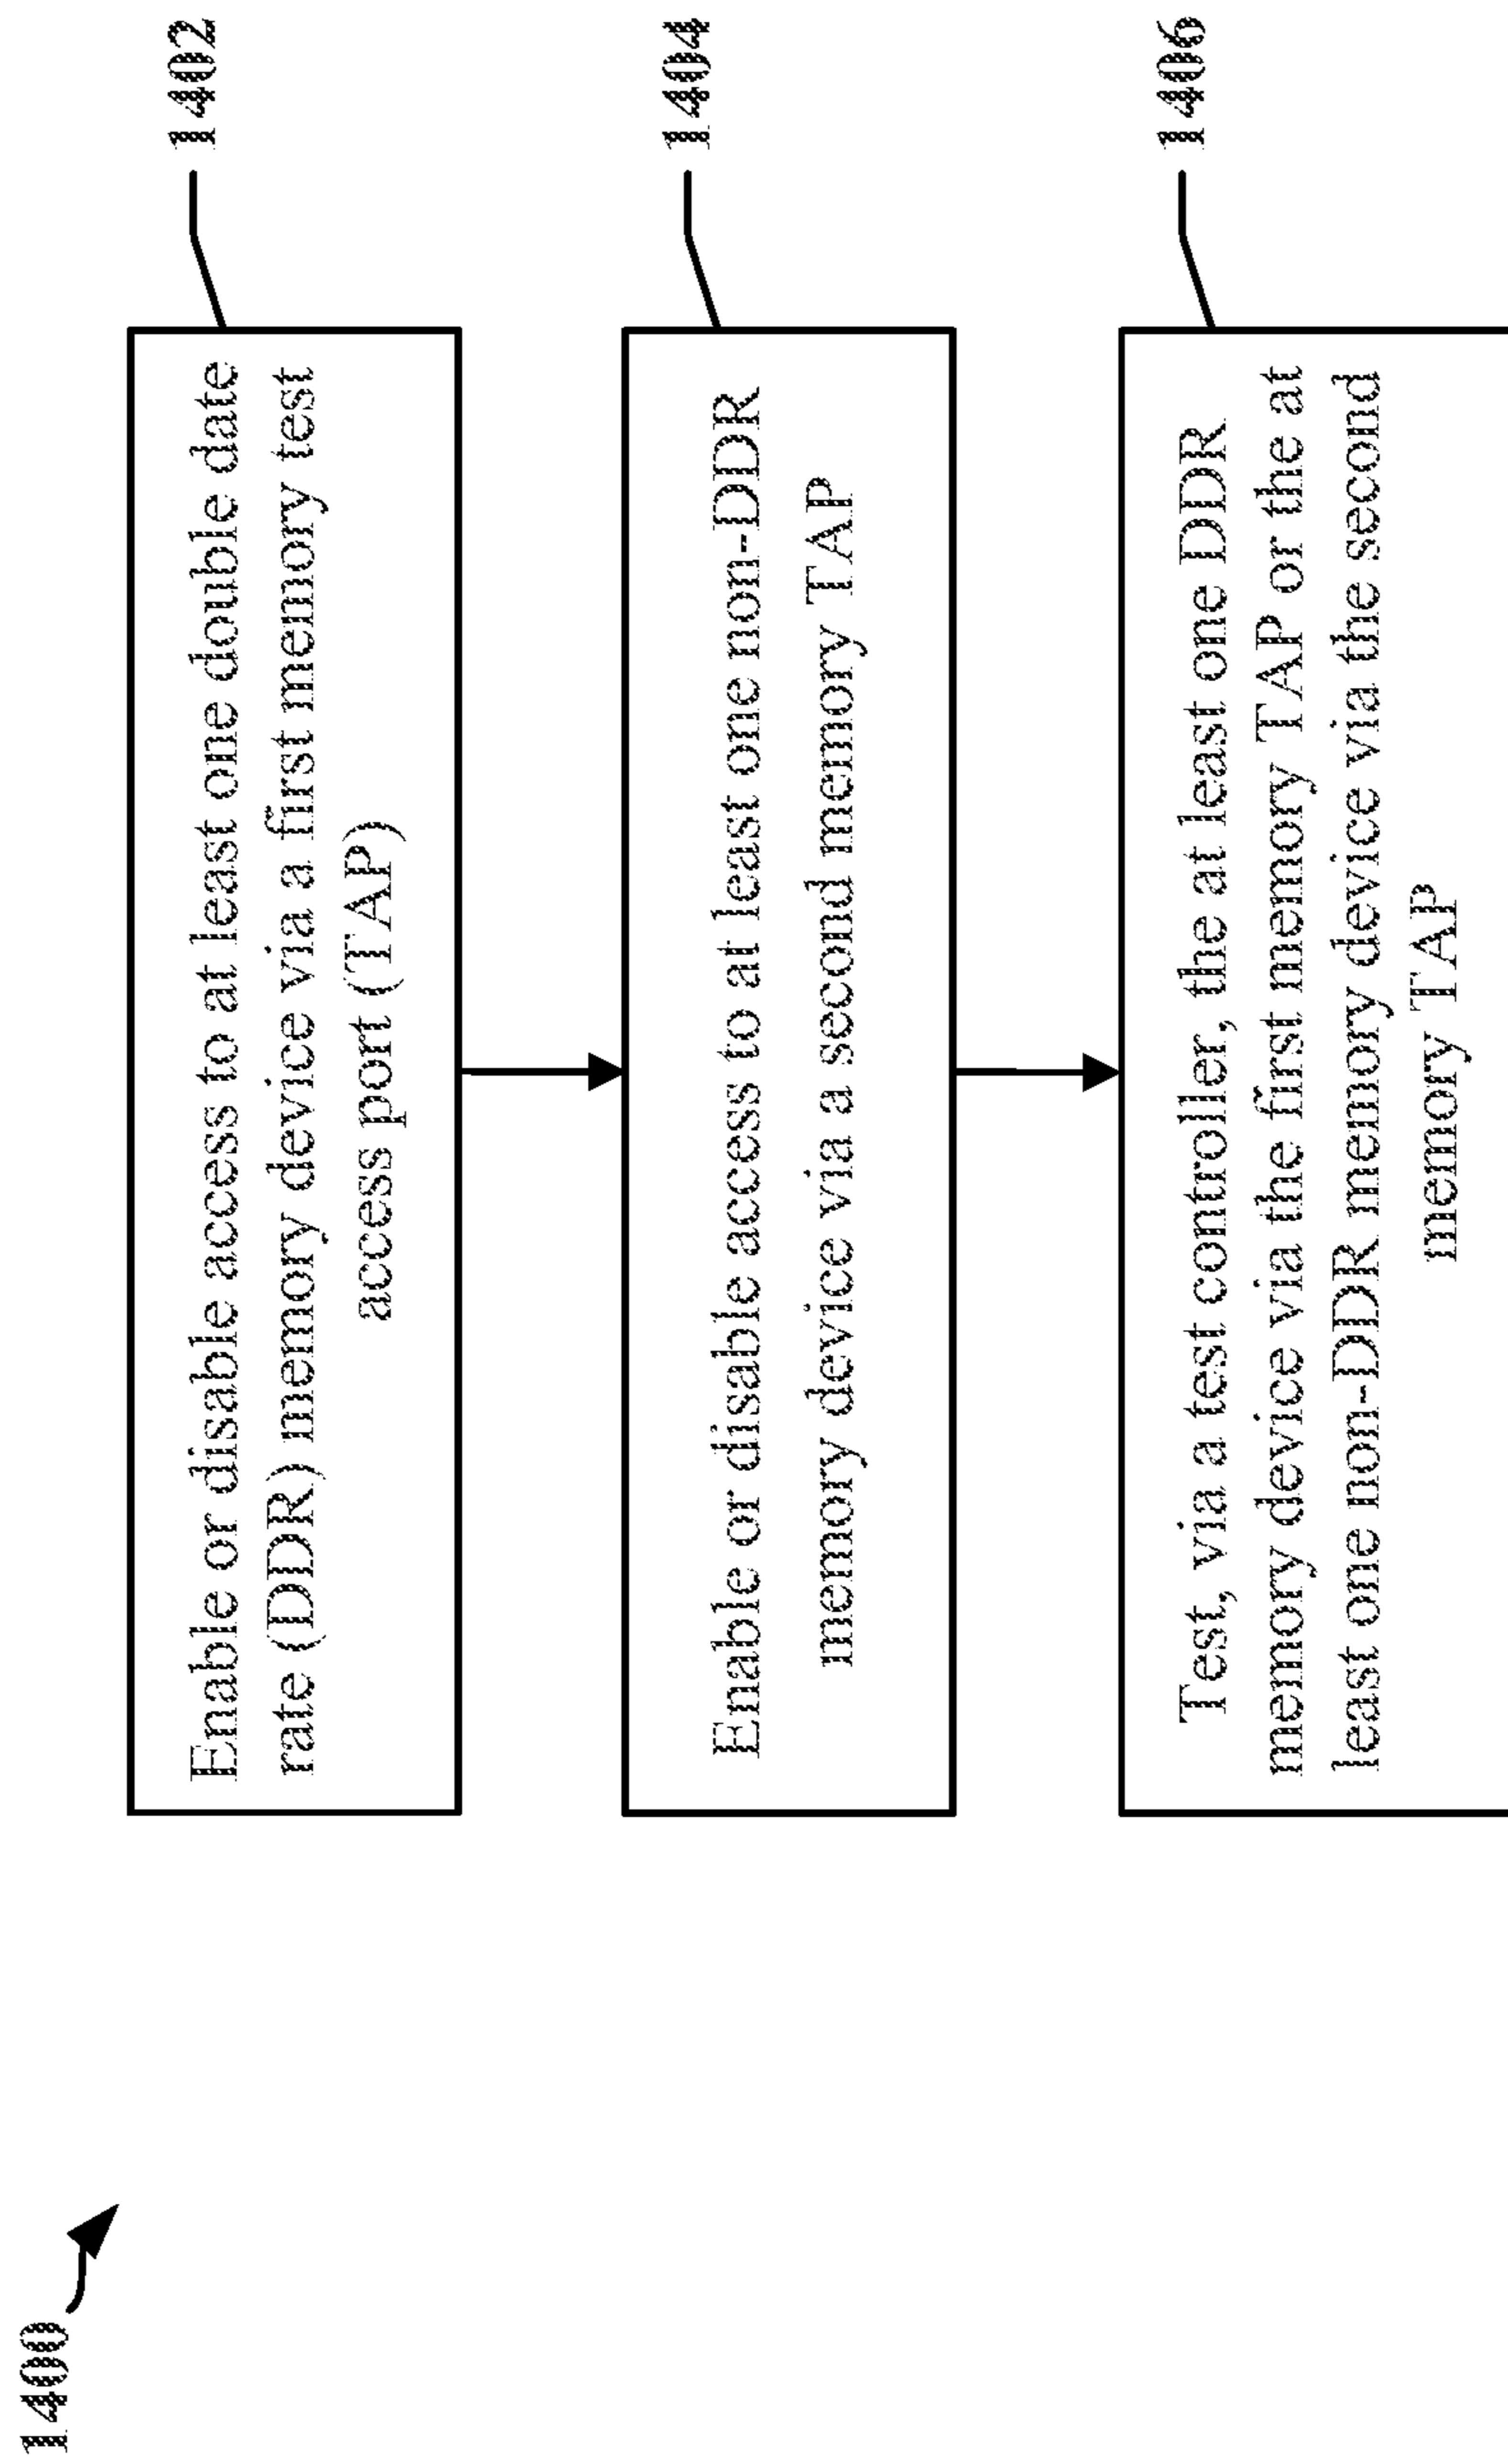 1400
1402
Enable or disable access to at least one double date
rate (DDR) memory device via a first memory test
access port (TAP)
1404
Enable or disable access to at least one non-DDR
memory device via a second memory TAP
1406
Test, via a test controller, the at least one DDR
memory device via the first memory TAP or the at
least one non-DDR memory device via the second
memory TAP